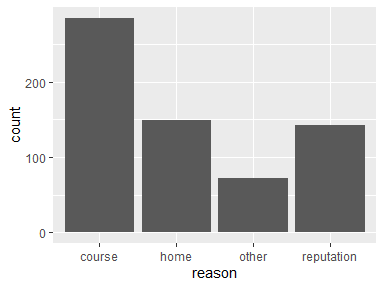 count
200
100
0
course home other reputation
reason